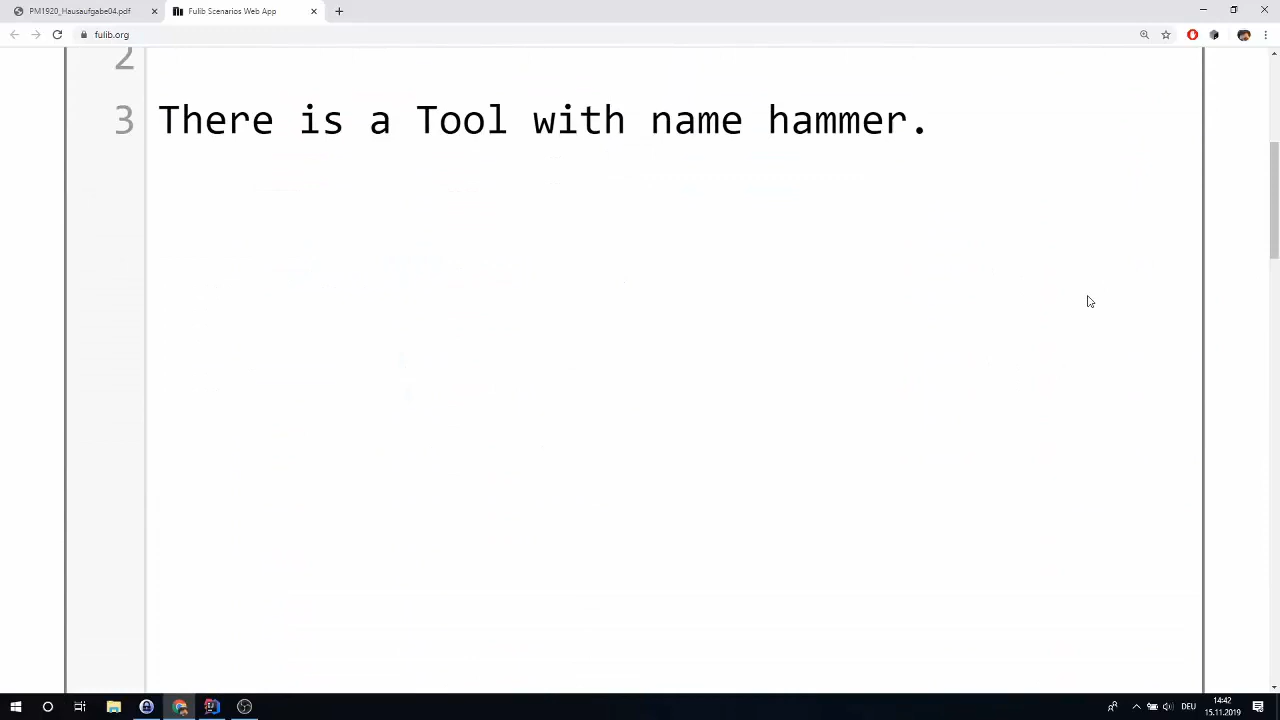 PM1920_Hausaufgabe04.pdf
Fulib Scenarios Web App
fulib.org
2
3 There is a Tool with name hammer.
DEU
14:42
15.11.2019